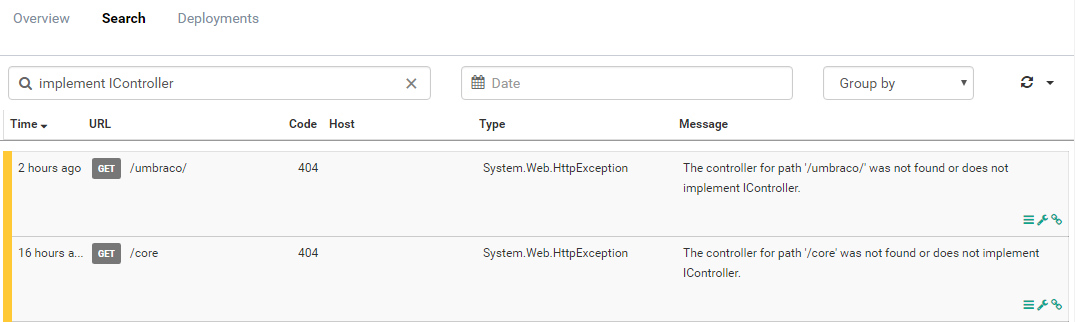 Overview Search Deployments
implement IController Date Group by
Time URL Code Host Type Message
2 hours ago GET /umbraco/ 404 System.Web.HttpException The controller for path '/umbraco/' was not found or does not
implement IController.
16 hours a... GET /core 404 System.Web.HttpException The controller for path '/core' was not found or does not implement
IController.